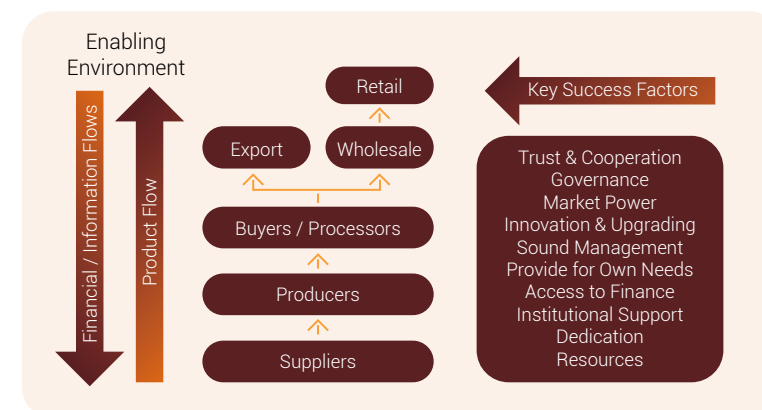 Enabling
Environment
Financial / Information Flows
Product Flow
Retail
Export
Wholesale
Buyers / Processors
Producers
Suppliers
Key Success Factors
Trust & Cooperation
Governance
Market Power
Innovation & Upgrading
Sound Management
Provide for Own Needs
Access to Finance
Institutional Support
Dedication
Resources